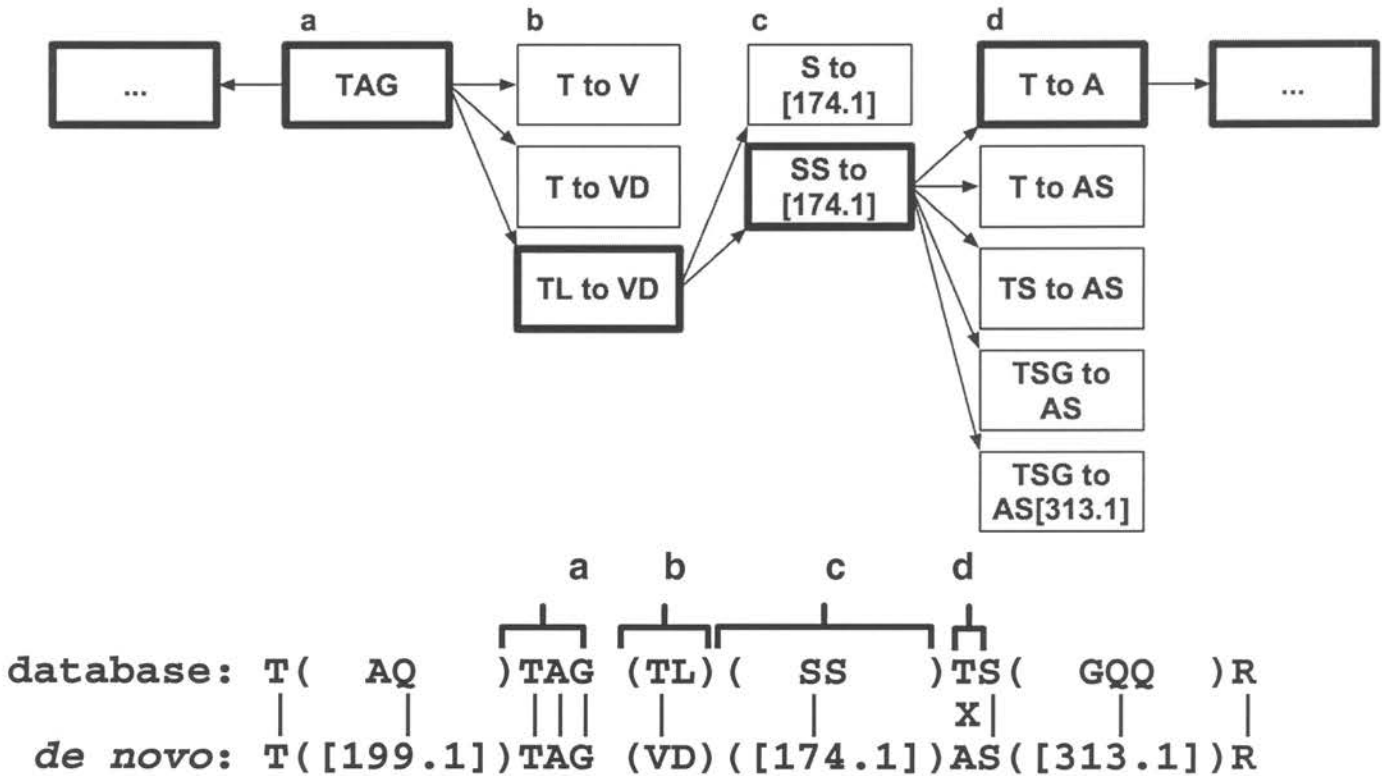 a b c d
... TAG T to V S to T to A ...
[174.1]
T to VD SS to T to AS
[174.1]
TL to VD TS to AS
TSG to
AS
TSG to
AS[313.1]
a b c d
database: T( AQ )TAG (TL)( SS )TS( GQQ )R
| | ||| | | X| | |
de novo: T([199.1])TAG (VD)([174.1])AS([313.1])R